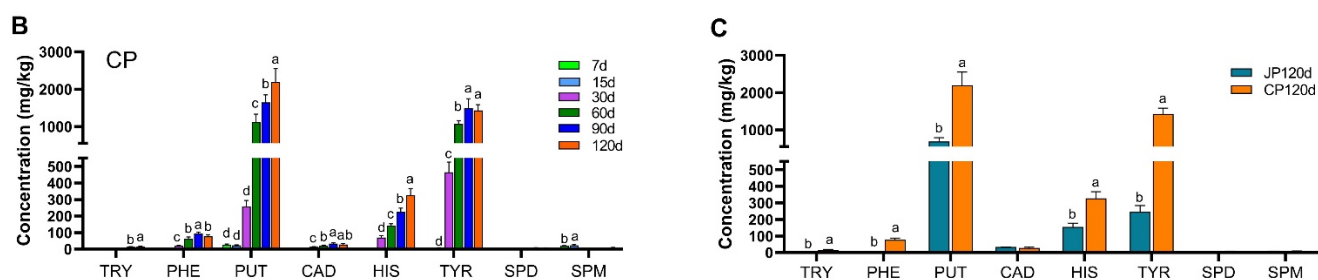 B
CP
Concentration (mg/kg)
3000
2000
1000
500
400
300
200
100
0
b a
c b a b
d d d c b a
c b a ab
d c b a
d c b a a
b a
TRY PHE PUT CAD HIS TYR SPD SPM
7d
15d
30d
60d
90d
120d
C
Concentration (mg/kg)
3000
2000
1000
500
400
300
200
100
0
b a
b a
b a
b a
b a
TRY PHE PUT CAD HIS TYR SPD SPM
JP120d
CP120d